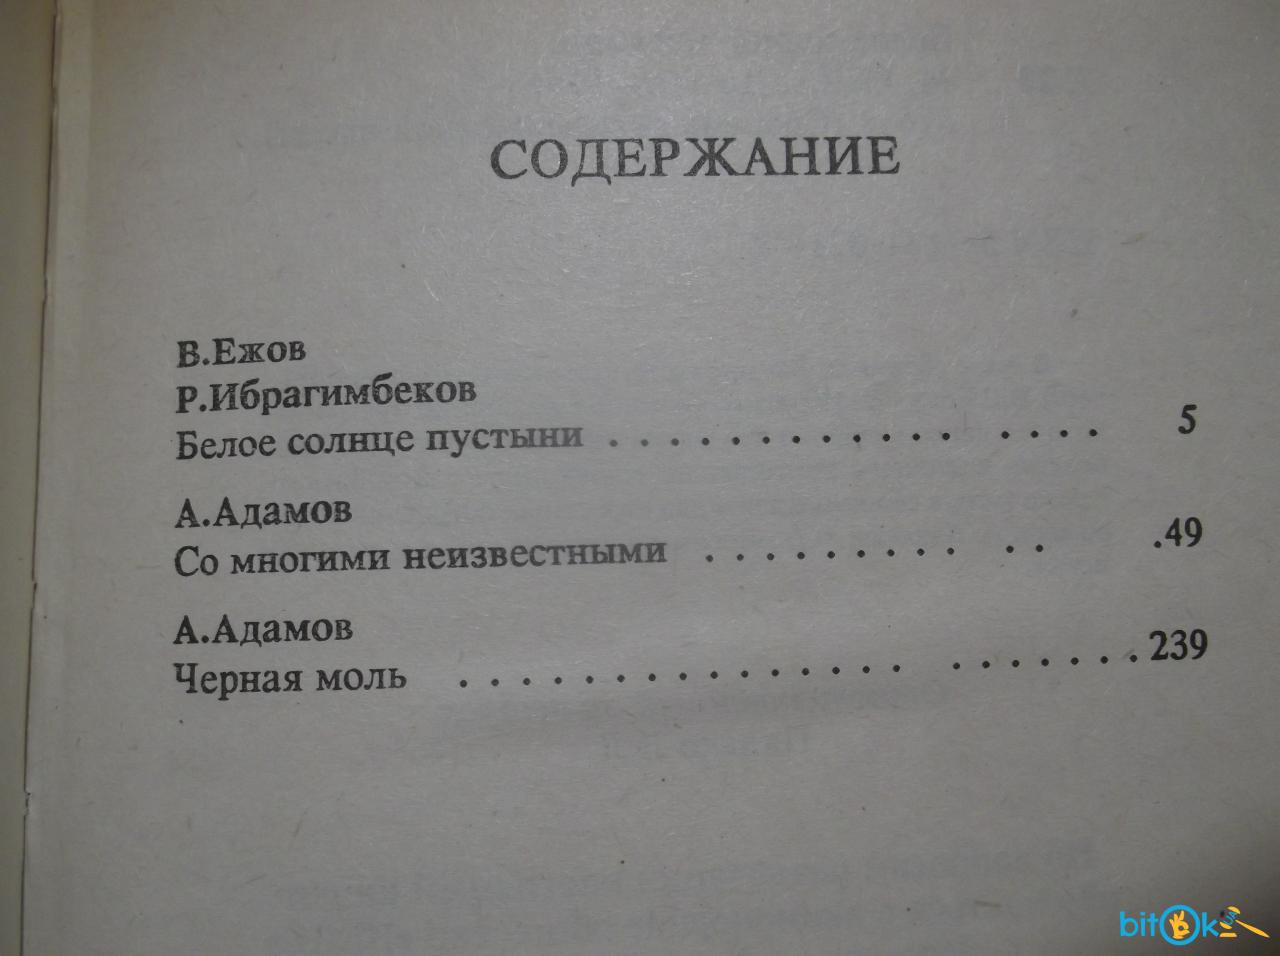 СОДЕРЖАНИЕ
В.Ежов
Р.Ибрагимбеков
Белое солнце пустыни . . . . . . . . . . . . . . . . 5
А.Адамов
Со многими неизвестными . . . . . . . . . . . .49
А.Адамов
Черная моль . . . . . . . . . . . . . . . . . . . . . . 239
bitOk